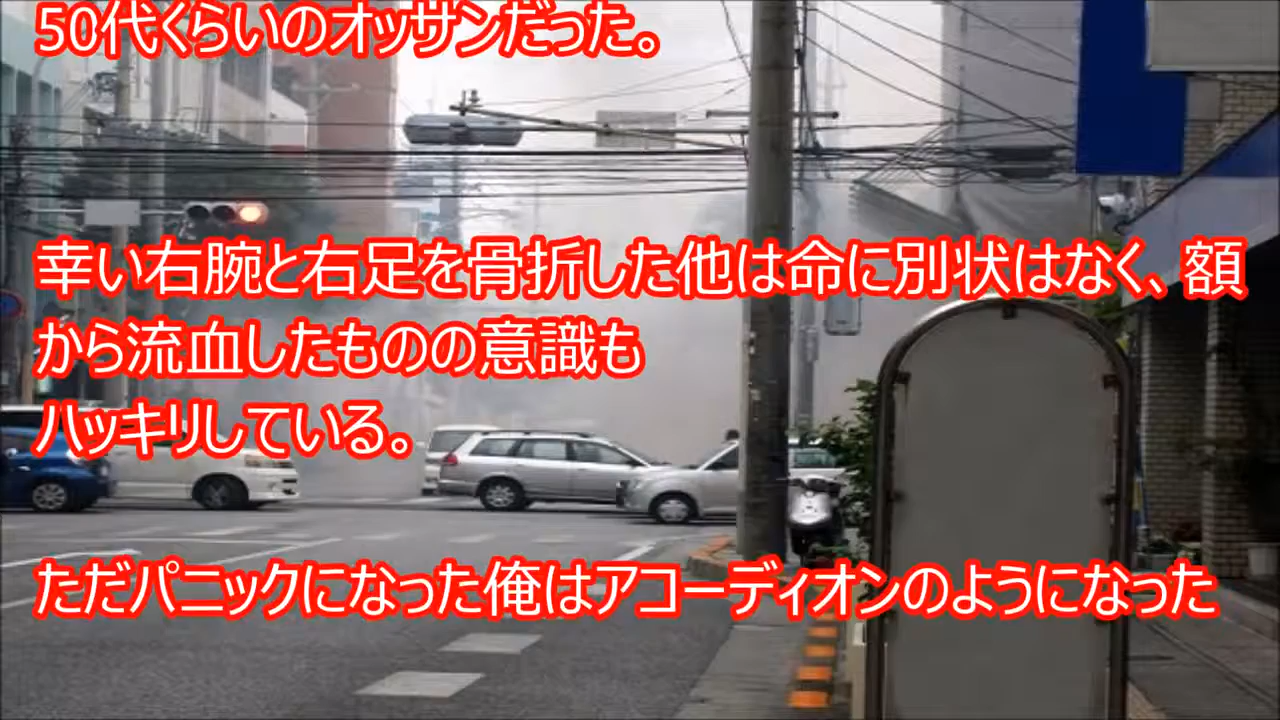 50代くらいのオッサンだった。
幸い右腕と右足を骨折した他は命に別状はなく、額
から流血したものの意識も
ハッキリしている。
ただパニックになった俺はアコーディオンのようになった